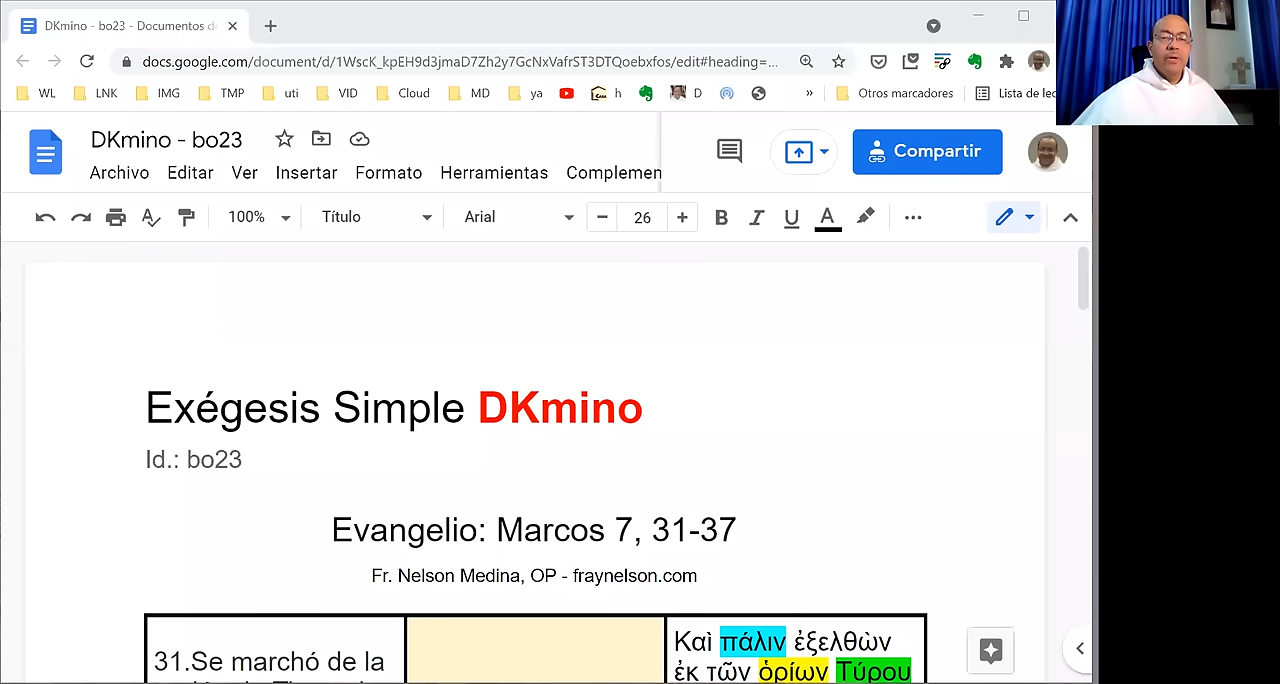 DKmino - bo23 - Documentos d
docs.google.com/document/d/1WscK_kpEH9d3jmaD7Zh2y7GcNxVafrST3DTQoebxfos/edit#heading=...
WL LNK IMG TMP uti VID Cloud MD ya h D » Otros marcadores Lista de lec
DKmino - bo23
Compartir
Archivo Editar Ver Insertar Formato Herramientas Complemen
100% Título Arial − 26 + B I U A ...
Exégesis Simple DKmino
Id.: bo23
Evangelio: Marcos 7, 31-37
Fr. Nelson Medina, OP - fraynelson.com
31.Se marchó de la
Καὶ πάλιν ἐξελθὼν
ἐκ τῶν ὁρίων Τύρου